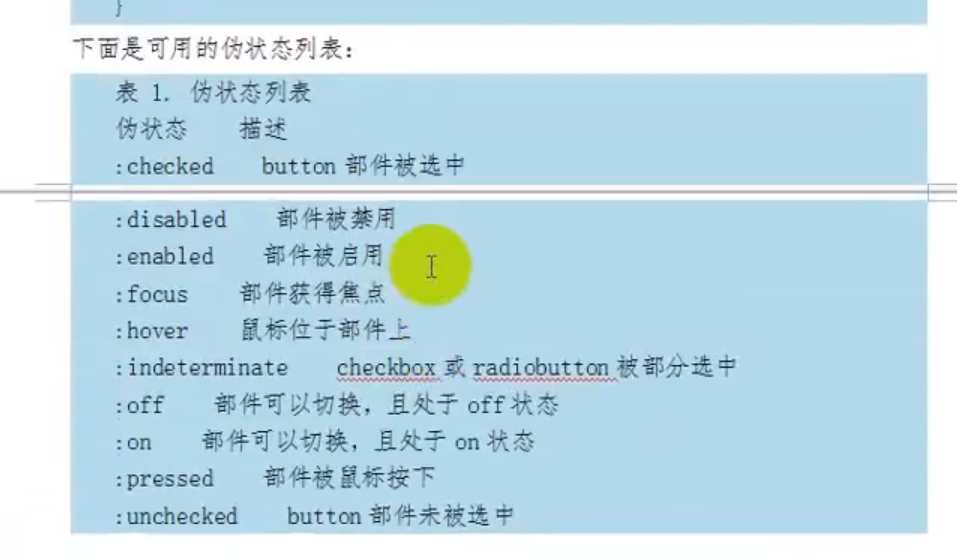 }
下面是可用的伪状态列表：
表 1. 伪状态列表
伪状态 描述
:checked button 部件被选中
:disabled 部件被禁用
:enabled 部件被启用
:focus 部件获得焦点
:hover 鼠标位于部件上
:indeterminate checkbox 或 radiobutton 被部分选中
:off 部件可以切换，且处于 off 状态
:on 部件可以切换，且处于 on 状态
:pressed 部件被鼠标按下
:unchecked button 部件未被选中